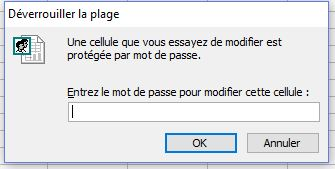 Déverrouiller la plage
Une cellule que vous essayez de modifier est
protégée par mot de passe.
Entrez le mot de passe pour modifier cette cellule :
OK
Annuler